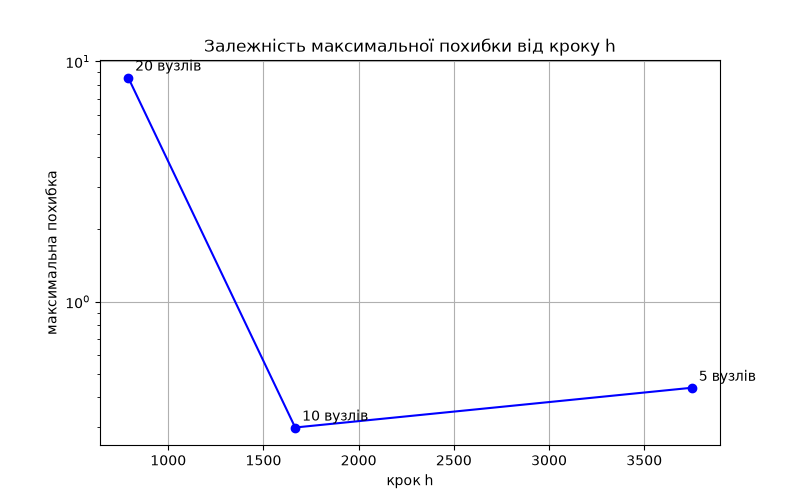 Залежність максимальної похибки від кроку h
максимальна похибка
10¹
10⁰
20 вузлів
10 вузлів
5 вузлів
1000 1500 2000 2500 3000 3500
крок h